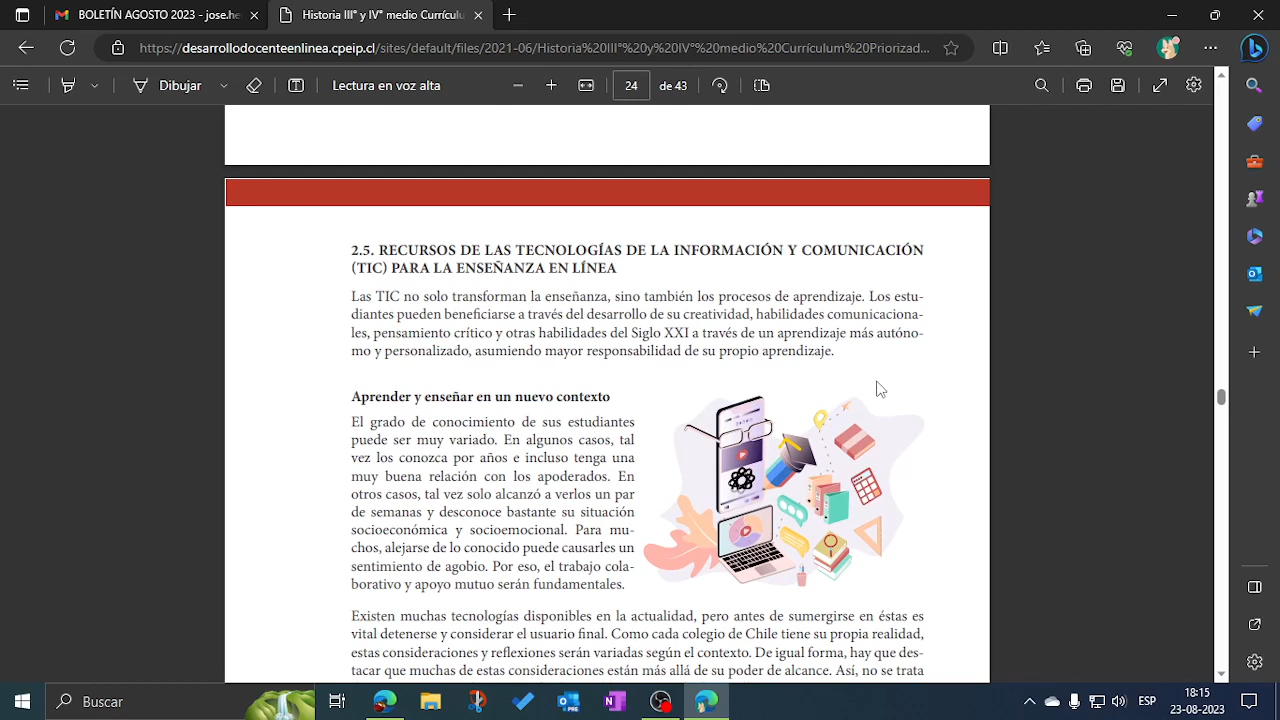 BOLETÍN AGOSTO 2023 - jose.he
Historia III° y IV° medio Currícul
https://desarrollodocenteenlinea.cpeip.cl/sites/default/files/2021-06/Historia%20III°%20y%20IV°%20medio%20Currículum%20Priorizad...
Dibujar
Lectura en voz alta
24
de 43
2.5. RECURSOS DE LAS TECNOLOGÍAS DE LA INFORMACIÓN Y COMUNICACIÓN
(TIC) PARA LA ENSEÑANZA EN LÍNEA
Las TIC no solo transforman la enseñanza, sino también los procesos de aprendizaje. Los estu-
diantes pueden beneficiarse a través del desarrollo de su creatividad, habilidades comunicaciona-
les, pensamiento crítico y otras habilidades del Siglo XXI a través de un aprendizaje más autóno-
mo y personalizado, asumiendo mayor responsabilidad de su propio aprendizaje.
Aprender y enseñar en un nuevo contexto
El grado de conocimiento de sus estudiantes
puede ser muy variado. En algunos casos, tal
vez los conozca por años e incluso tenga una
muy buena relación con los apoderados. En
otros casos, tal vez solo alcanzó a verlos un par
de semanas y desconoce bastante su situación
socioeconómica y socioemocional. Para mu-
chos, alejarse de lo conocido puede causarles un
sentimiento de agobio. Por eso, el trabajo cola-
borativo y apoyo mutuo serán fundamentales.
Existen muchas tecnologías disponibles en la actualidad, pero antes de sumergirse en éstas es
vital detenerse y considerar el usuario final. Como cada colegio de Chile tiene su propia realidad,
estas consideraciones y reflexiones serán variadas según el contexto. De igual forma, hay que des-
tacar que muchas de estas consideraciones están más allá de su poder de alcance. Así, no se trata
Buscar
ESP
18:15
23-08-2023